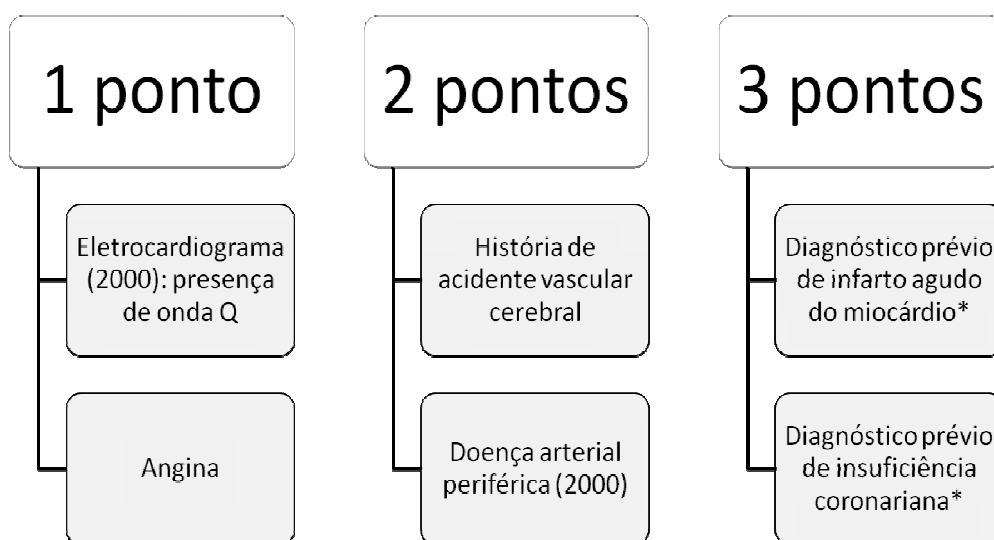 1 ponto
Eletrocardiograma
(2000): presença
de onda Q
Angina
2 pontos
História de
acidente vascular
cerebral
Doença arterial
periférica (2000)
3 pontos
Diagnóstico prévio
de infarto agudo
do miocárdio*
Diagnóstico prévio
de insuficiência
coronariana*